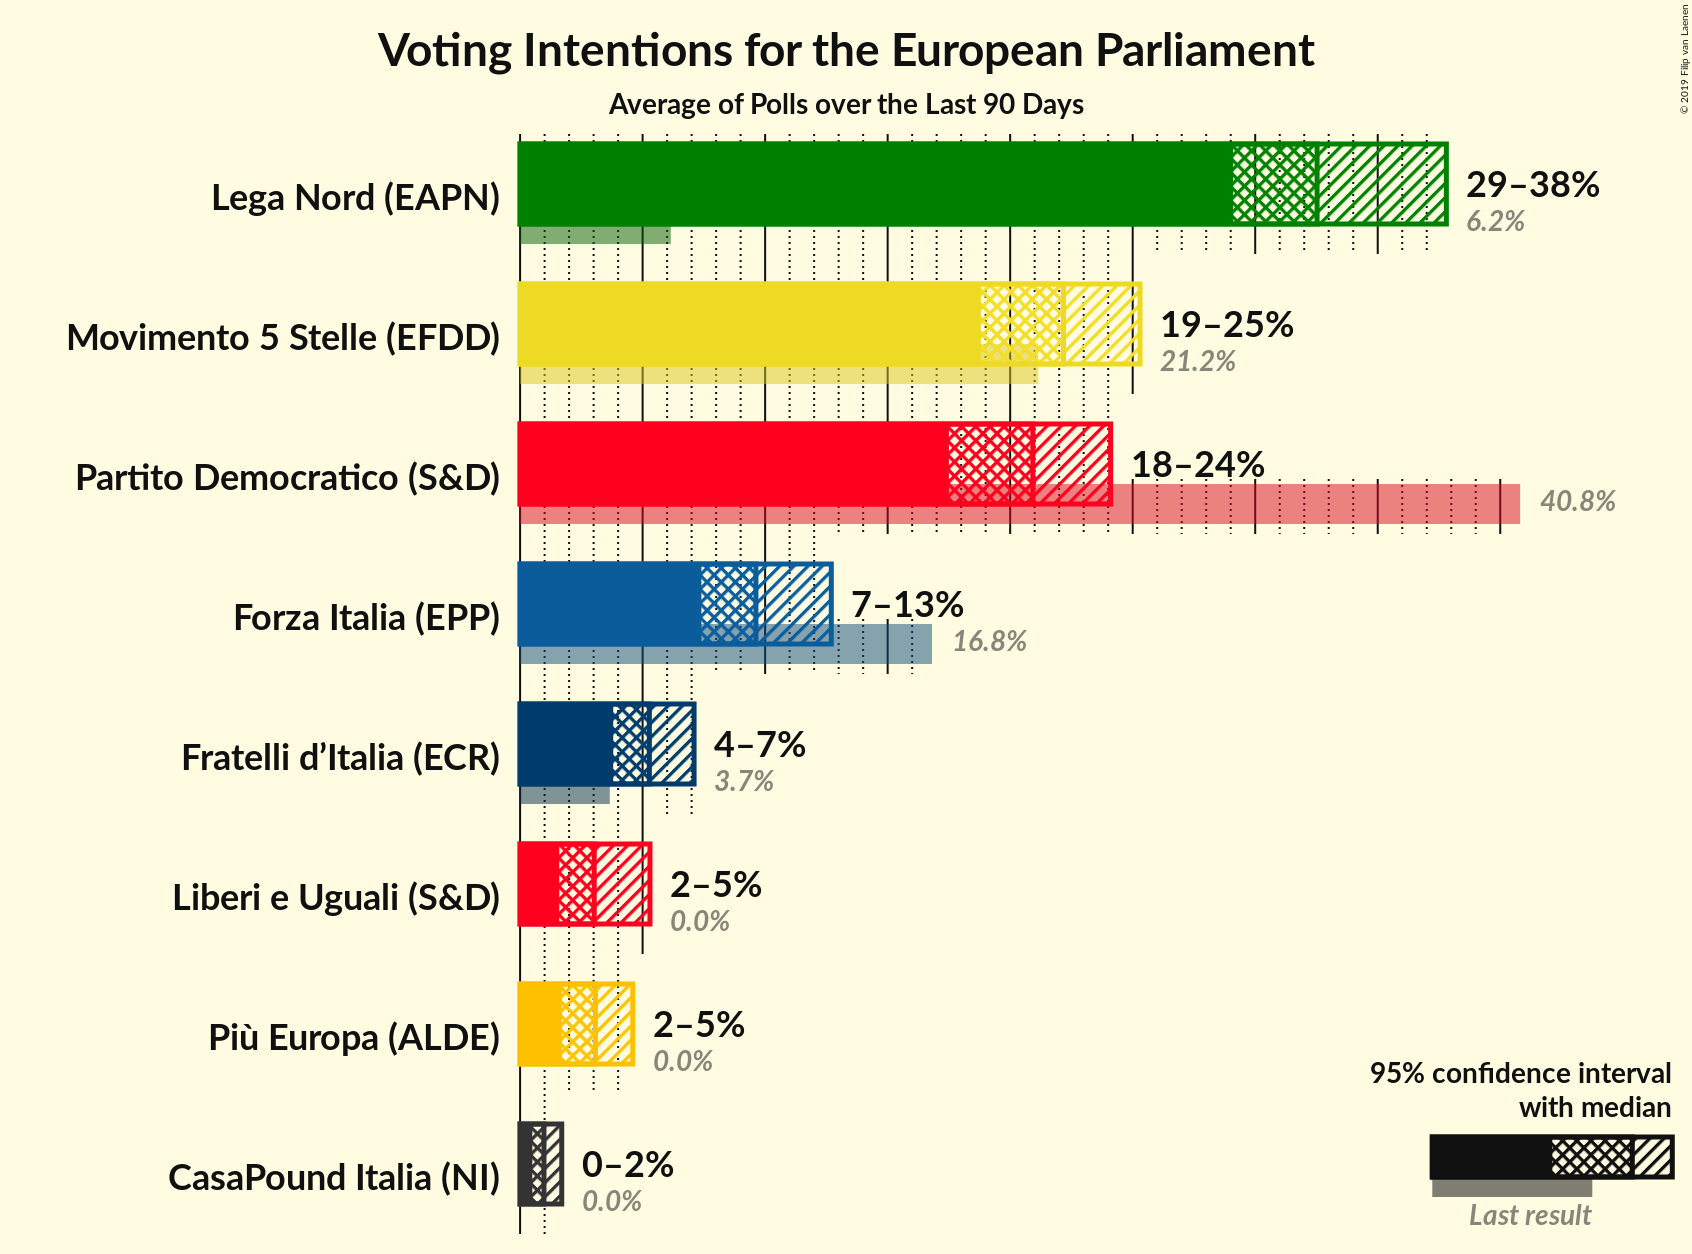 Voting Intentions for the European Parliament
Average of Polls over the Last 90 Days
© 2019 Filip van Laenen
Lega Nord (EAPN)
29–38%
6.2%
Movimento 5 Stelle (EFDD)
19–25%
21.2%
Partito Democratico (S&D)
18–24%
40.8%
Forza Italia (EPP)
7–13%
16.8%
Fratelli d’Italia (ECR)
4–7%
3.7%
Liberi e Uguali (S&D)
2–5%
0.0%
Più Europa (ALDE)
2–5%
0.0%
CasaPound Italia (NI)
0–2%
0.0%
95% confidence interval
with median
Last result